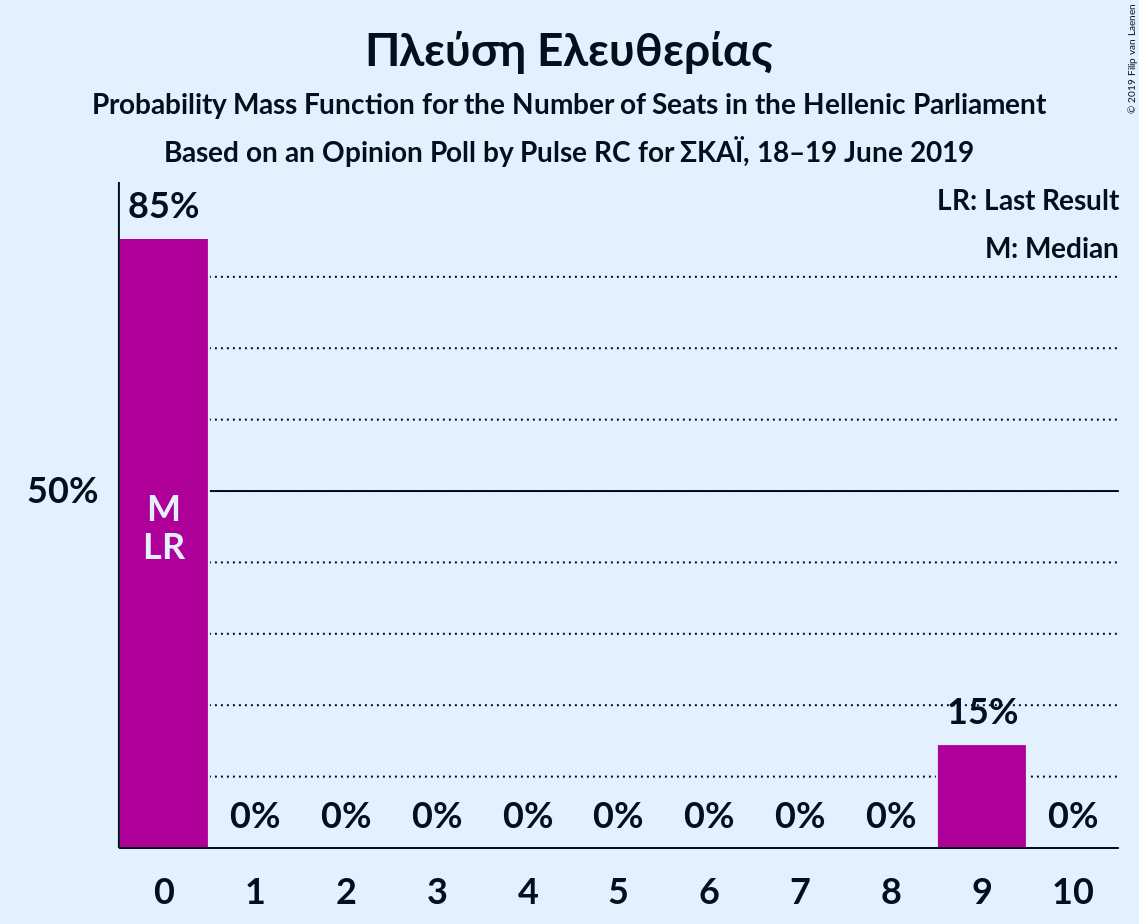 Πλεύση Ελευθερίας
Probability Mass Function for the Number of Seats in the Hellenic Parliament
Based on an Opinion Poll by Pulse RC for ΣΚΑΪ, 18–19 June 2019
© 2019 Filip van Laenen
LR: Last Result
M: Median
85%
50%
M
LR
15%
0% 0% 0% 0% 0% 0% 0% 0% 0%
0 1 2 3 4 5 6 7 8 9 10